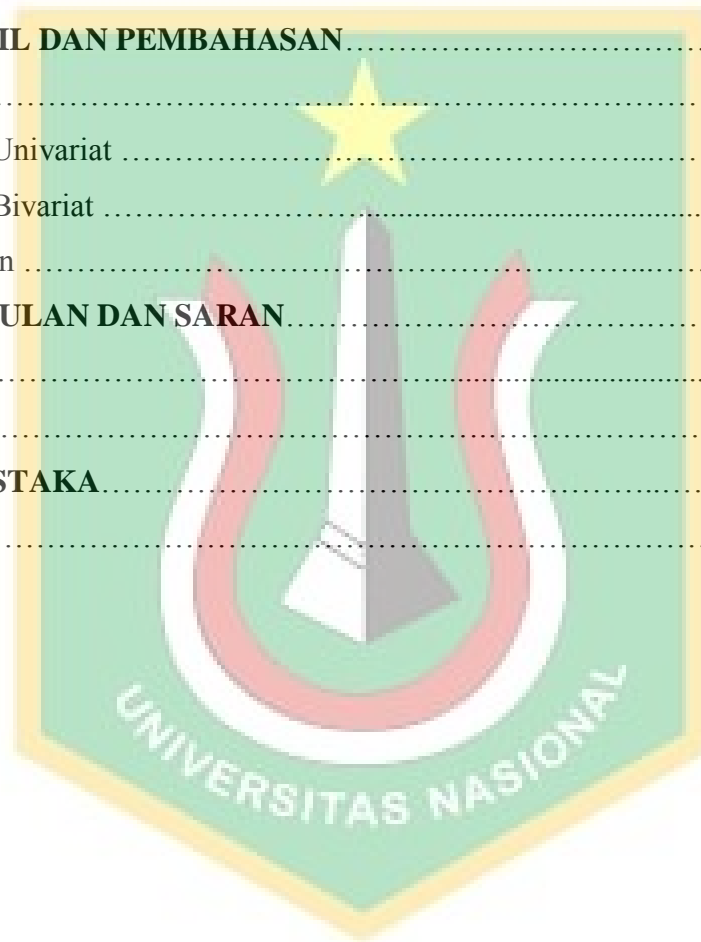 IL DAN PEMBAHASAN……………………………………
……………………………………………………………
Univariat ……………………………………………………
Bivariat ……………………………………………………
n ……………………………………………………………
ULAN DAN SARAN……………………………………………
……………………………………………………………
……………………………………………………………
STAKA……………………………………………………
……………………………………………………………
UNIVERSITAS NASIONAL